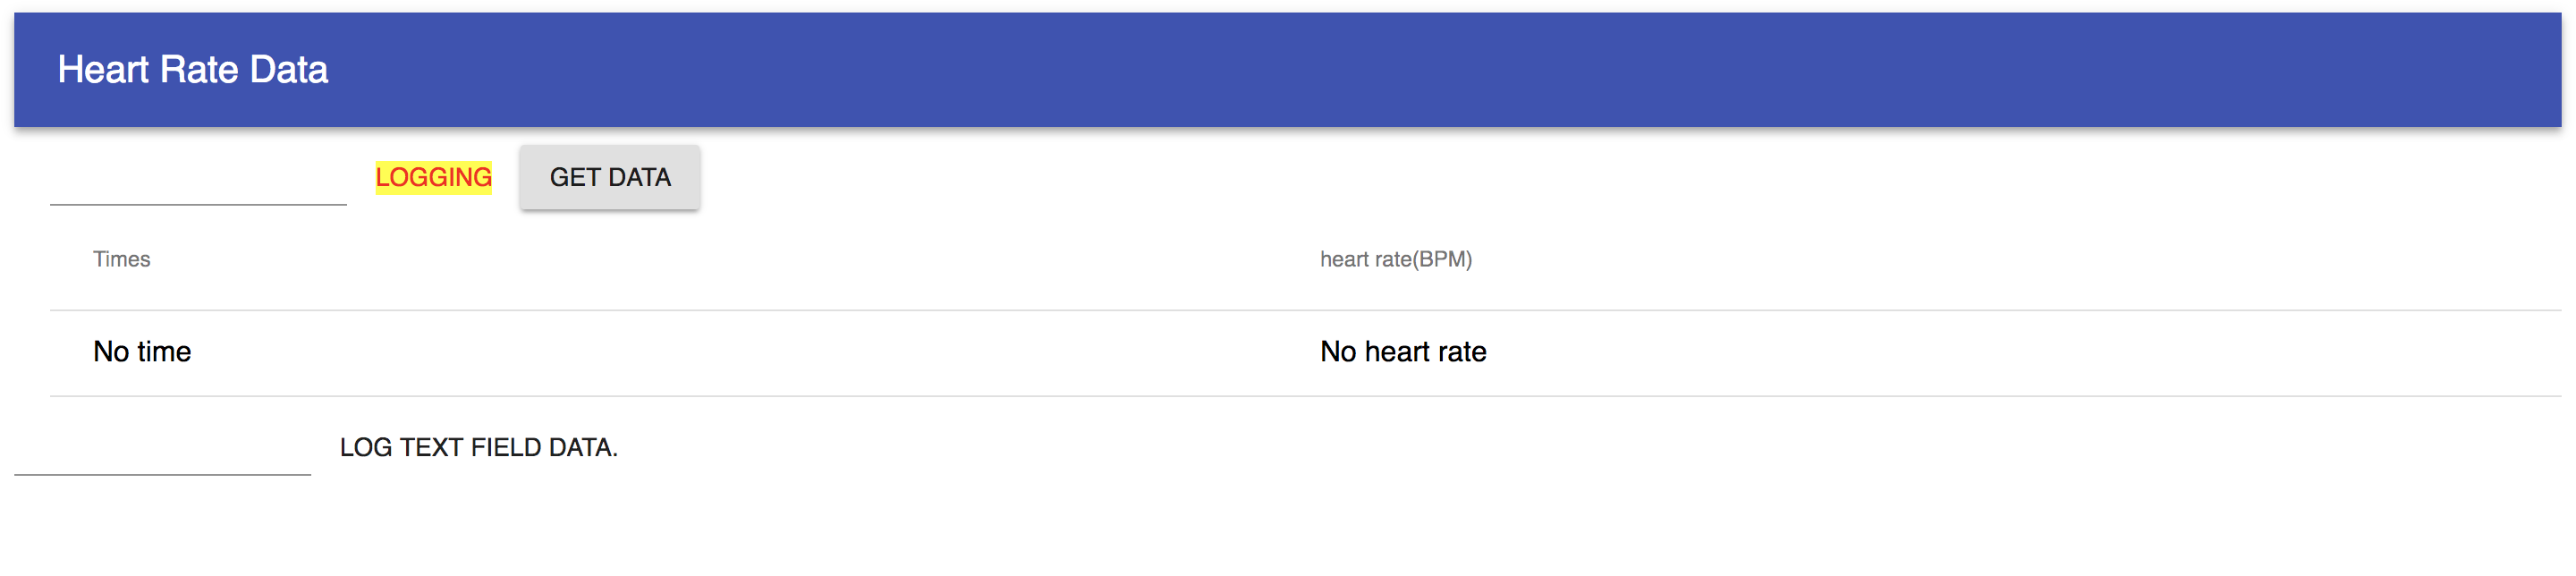 Heart Rate Data
LOGGING GET DATA
Times heart rate(BPM)
No time No heart rate
LOG TEXT FIELD DATA.